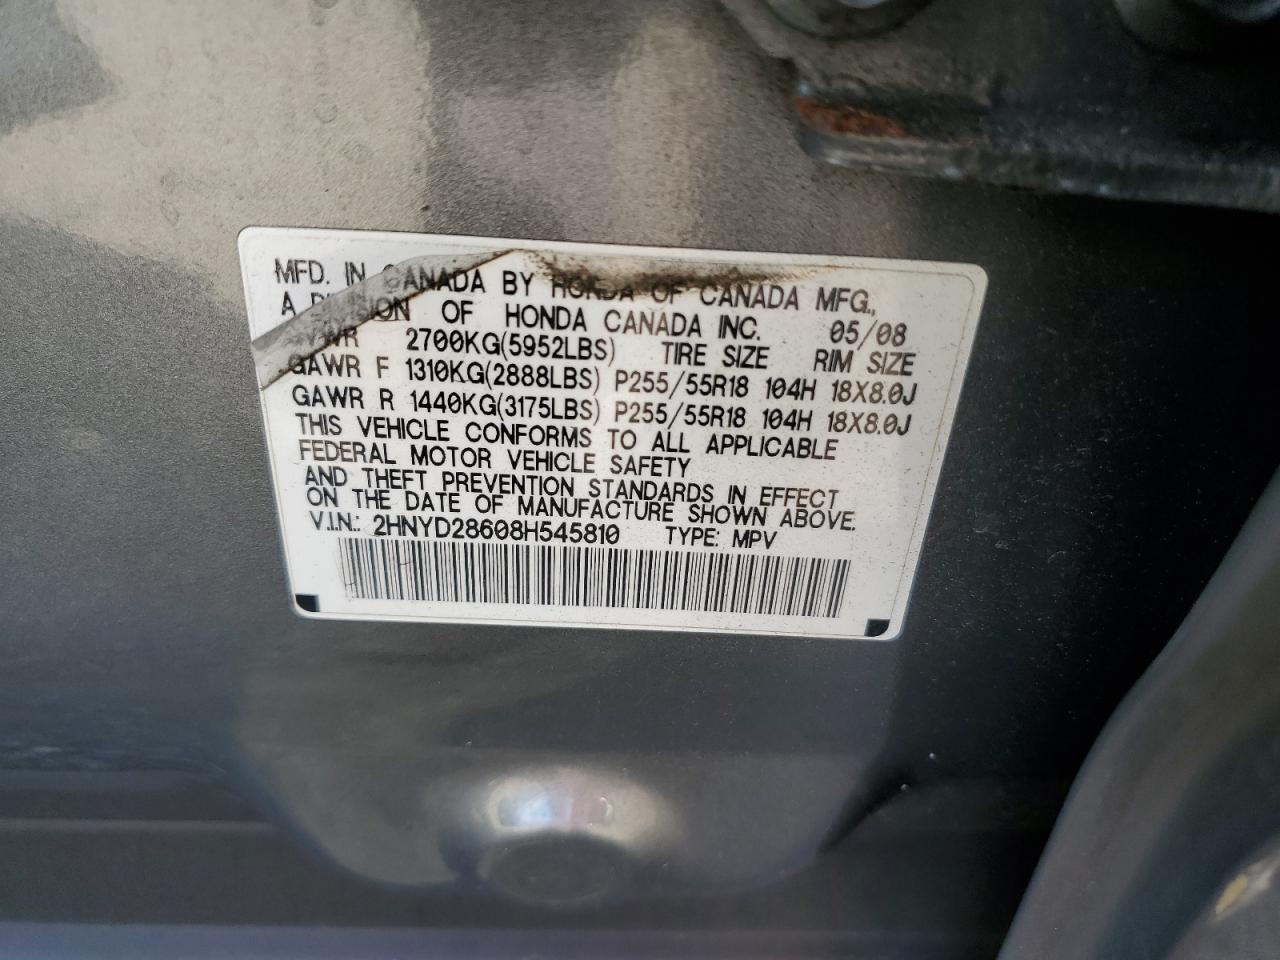 MFD. IN CANADA BY HONDA OF CANADA MFG.,
A DIVISION OF HONDA CANADA INC. 05/08
GVWR 2700KG(5952LBS) TIRE SIZE RIM SIZE
GAWR F 1310KG(2888LBS) P255/55R18 104H 18X8.0J
GAWR R 1440KG(3175LBS) P255/55R18 104H 18X8.0J
THIS VEHICLE CONFORMS TO ALL APPLICABLE
FEDERAL MOTOR VEHICLE SAFETY
AND THEFT PREVENTION STANDARDS IN EFFECT
ON THE DATE OF MANUFACTURE SHOWN ABOVE.
V.I.N.: 2HNYD28608H545810 TYPE: MPV